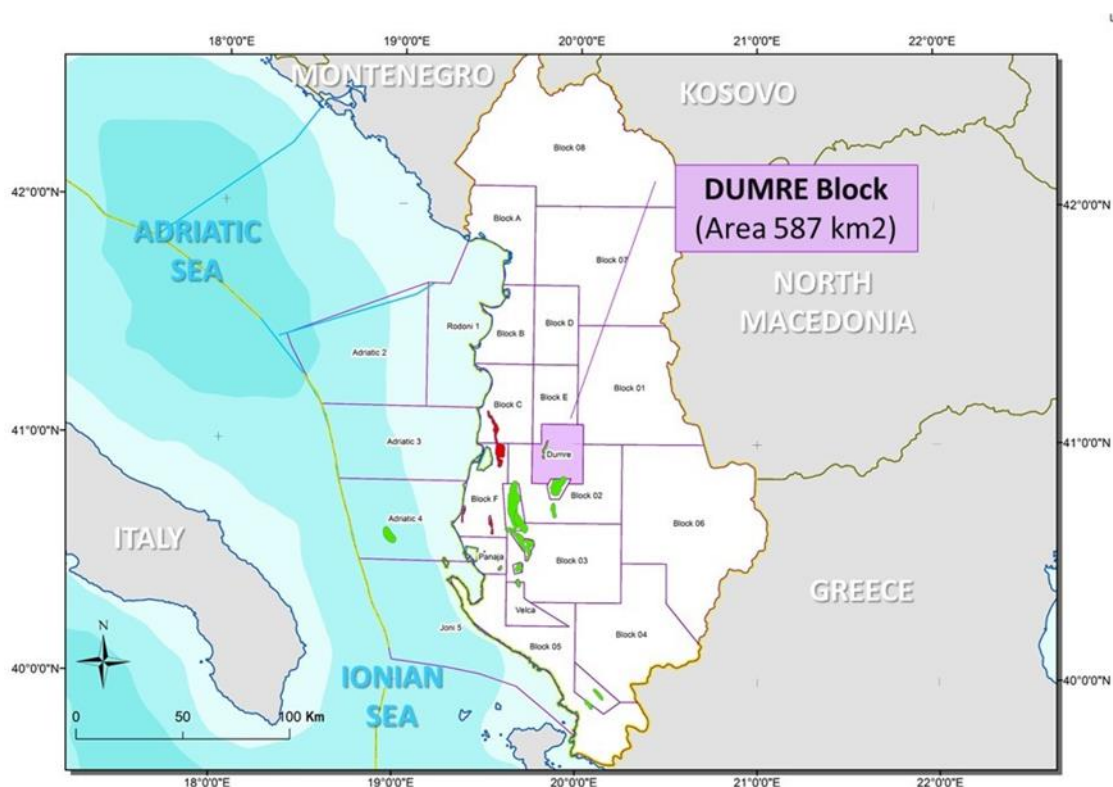 18°0'0"E 19°0'0"E 20°0'0"E 21°0'0"E 22°0'0"E
MONTENEGRO
KOSOVO
Block 08
42°0'0"N
42°0'0"N
DUMRE Block
(Area 587 km2)
Block A
ADRIATIC
SEA
Block 07
NORTH
MACEDONIA
Rodoni 1
Block B
Block D
Adriatic 2
Block 01
Block C
Block E
41°0'0"N
41°0'0"N
Adriatic 3
Dumre
Block F
Block 02
Adriatic 4
Block 06
ITALY
Panaja
Block 03
GREECE
Velca
Joni 5
Block 04
Block 05
N
40°0'0"N
40°0'0"N
IONIAN
SEA
0 50 100 Km
18°0'0"E 19°0'0"E 20°0'0"E 21°0'0"E 22°0'0"E